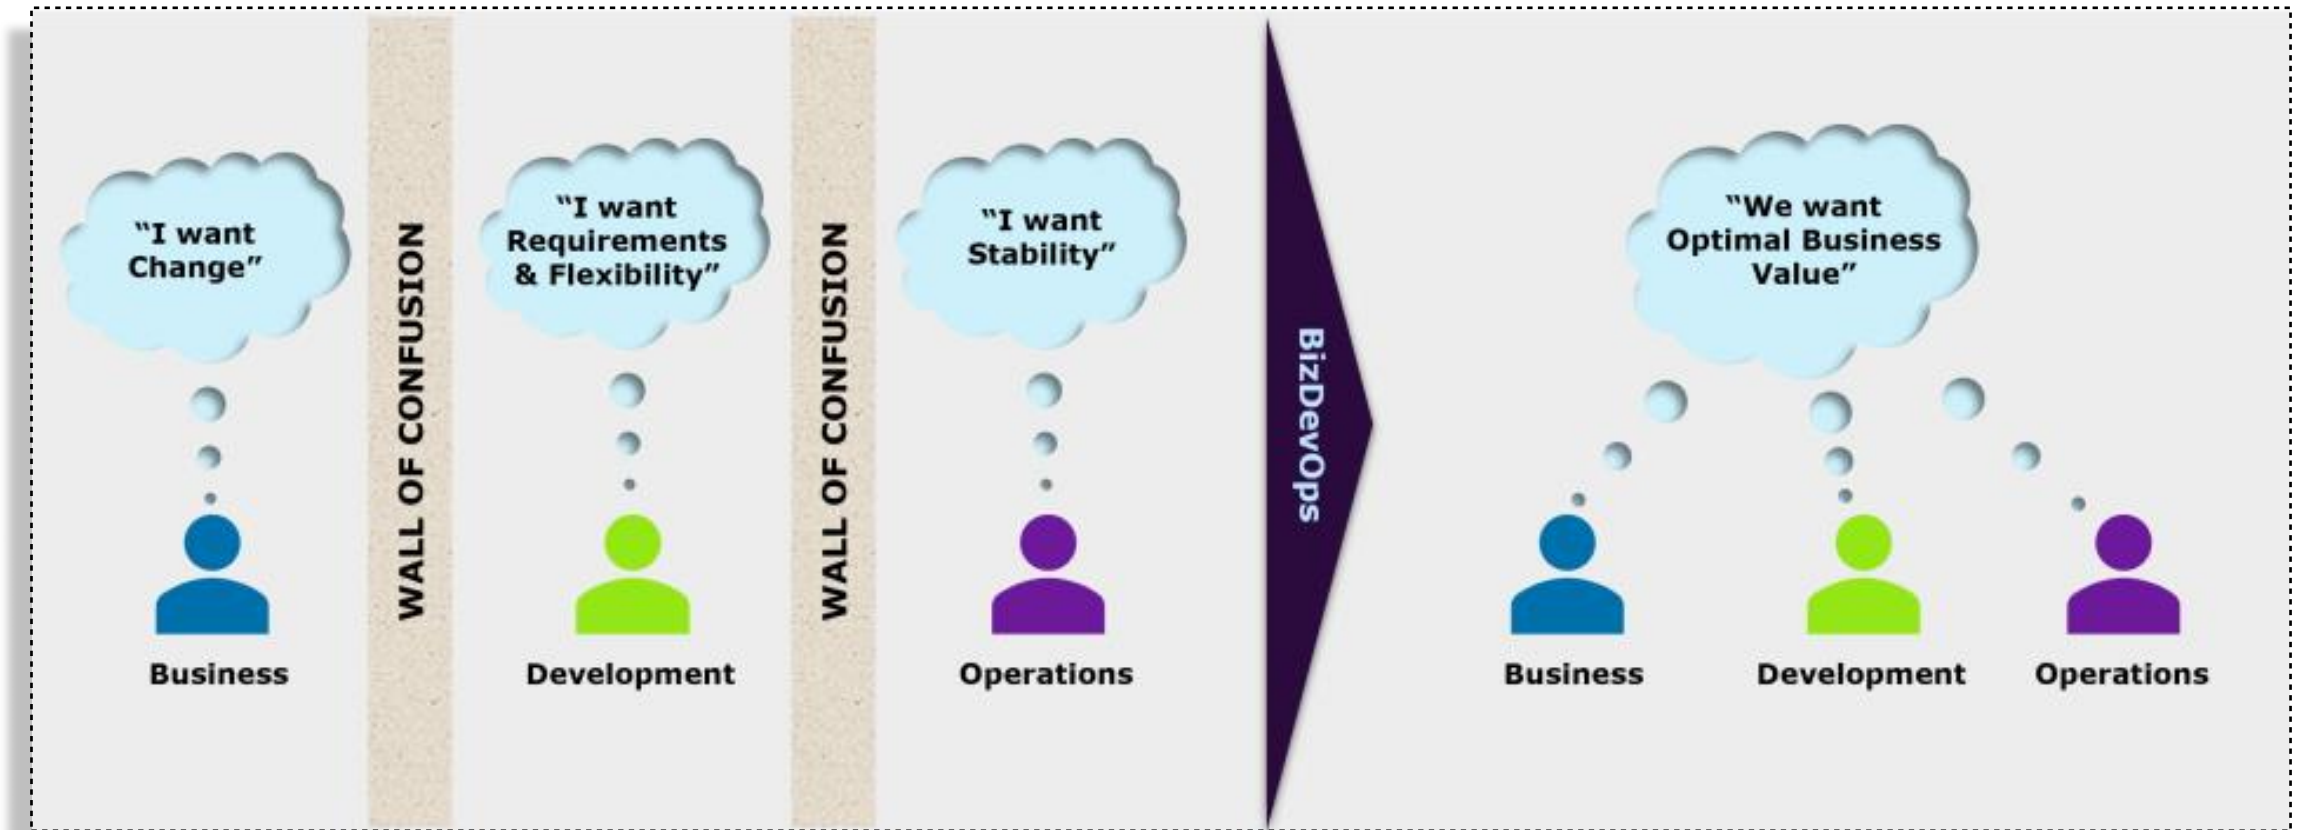 “I want
Change”
WALL OF CONFUSION
“I want
Requirements
& Flexibility”
WALL OF CONFUSION
“I want
Stability”
BizDevOps
“We want
Optimal Business
Value”
Business
Development
Operations
Business
Development
Operations